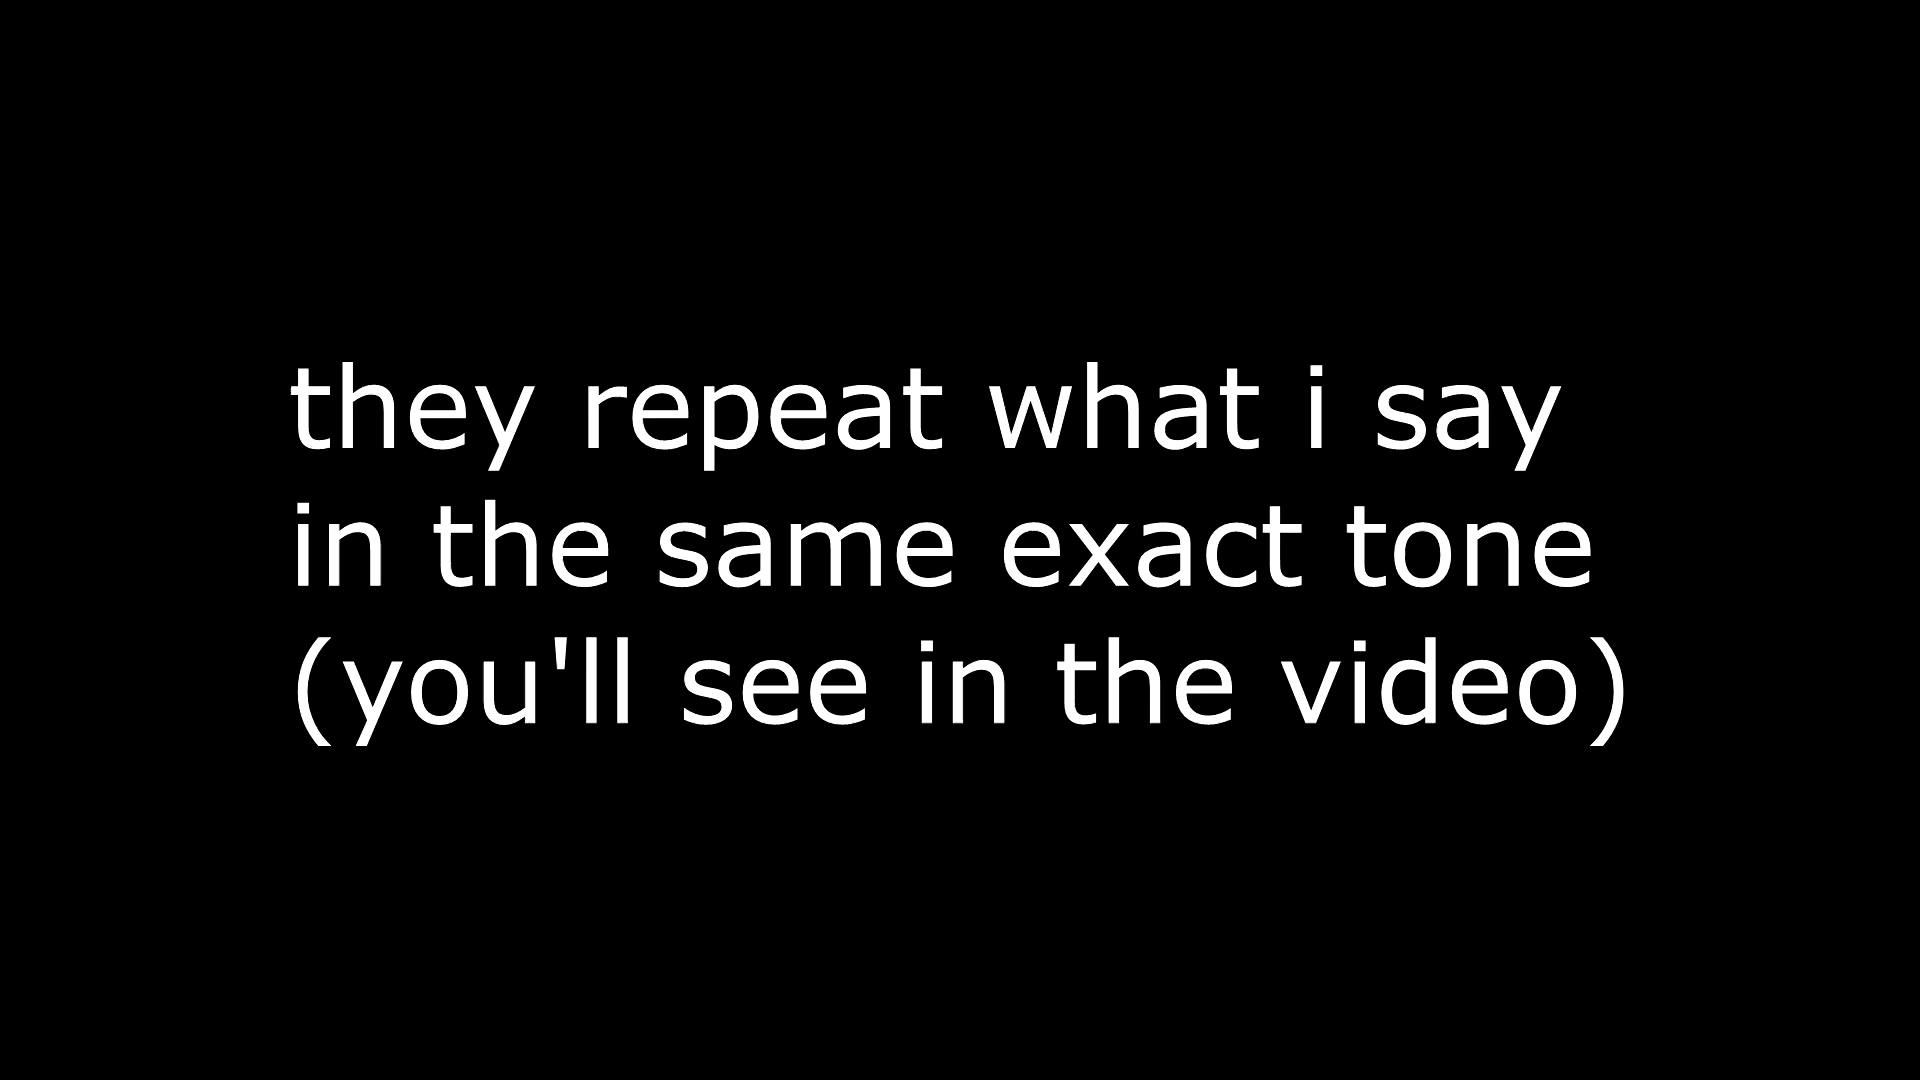 they repeat what i say
in the same exact tone
(you'll see in the video)